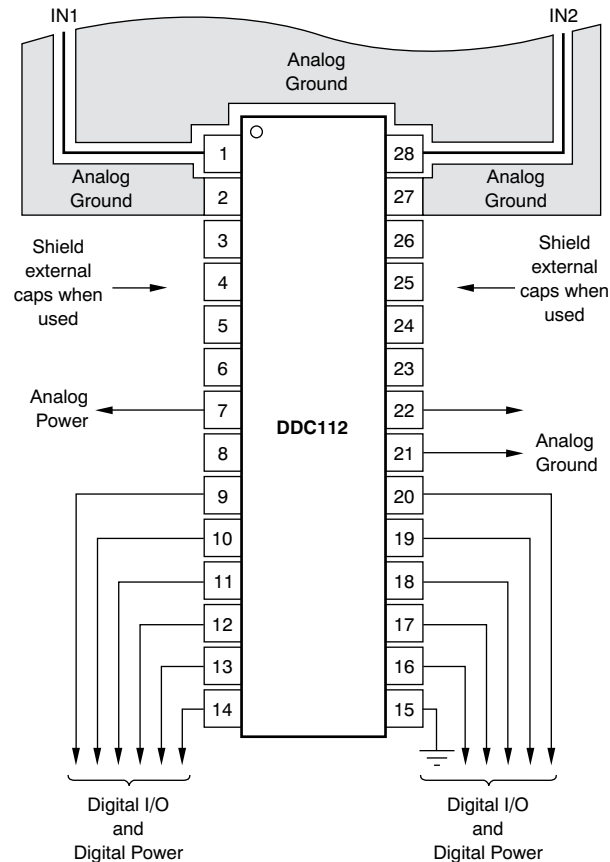 IN1
IN2
Analog
Ground
1
28
Analog
Ground
Analog
Ground
2
27
3
26
Shield
external
caps when
used
Shield
external
caps when
used
4
25
5
24
6
23
Analog
Power
7
22
DDC112
8
21
Analog
Ground
9
20
10
19
11
18
12
17
13
16
14
15
Digital I/O
and
Digital Power
Digital I/O
and
Digital Power